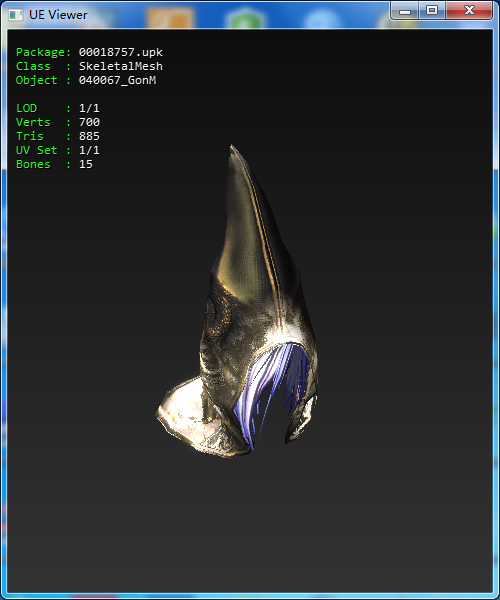 UE Viewer
Package: 00018757.upk
Class : SkeletalMesh
Object : 040067_GonM
LOD : 1/1
Verts : 700
Tris : 885
UV Set : 1/1
Bones : 15